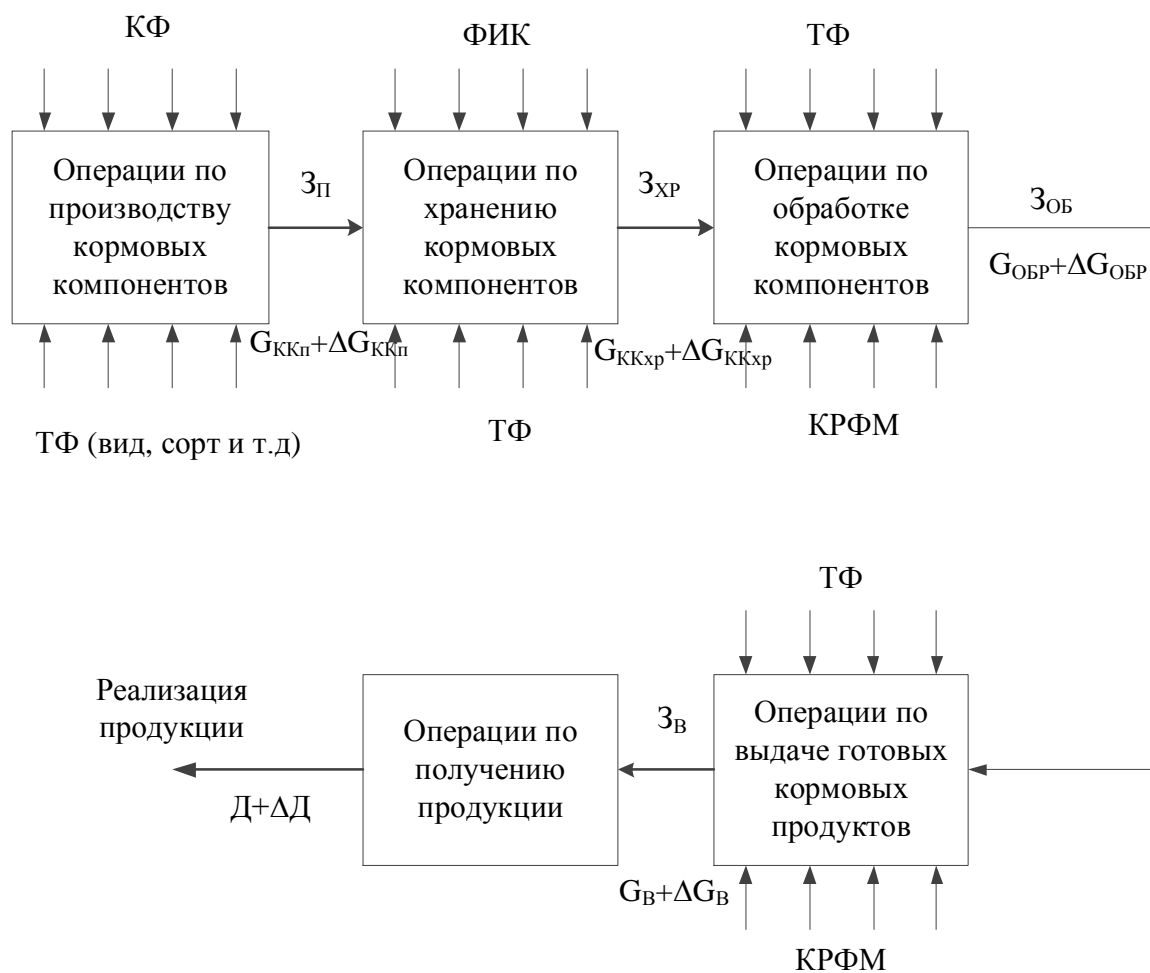 КФ
ФИК
ТФ
Операции по
производству
кормовых
компонентов
З_П
Операции по
хранению
кормовых
компонентов
З_ХР
Операции по
обработке
кормовых
компонентов
З_ОБ
G_ОБР+ΔG_ОБР
G_ККп+ΔG_ККп
G_ККхр+ΔG_ККхр
ТФ (вид, сорт и т.д)
ТФ
КРФМ
ТФ
Реализация
продукции
Д+ΔД
Операции по
получению
продукции
З_В
G_В+ΔG_В
Операции по
выдаче готовых
кормовых
продуктов
КРФМ